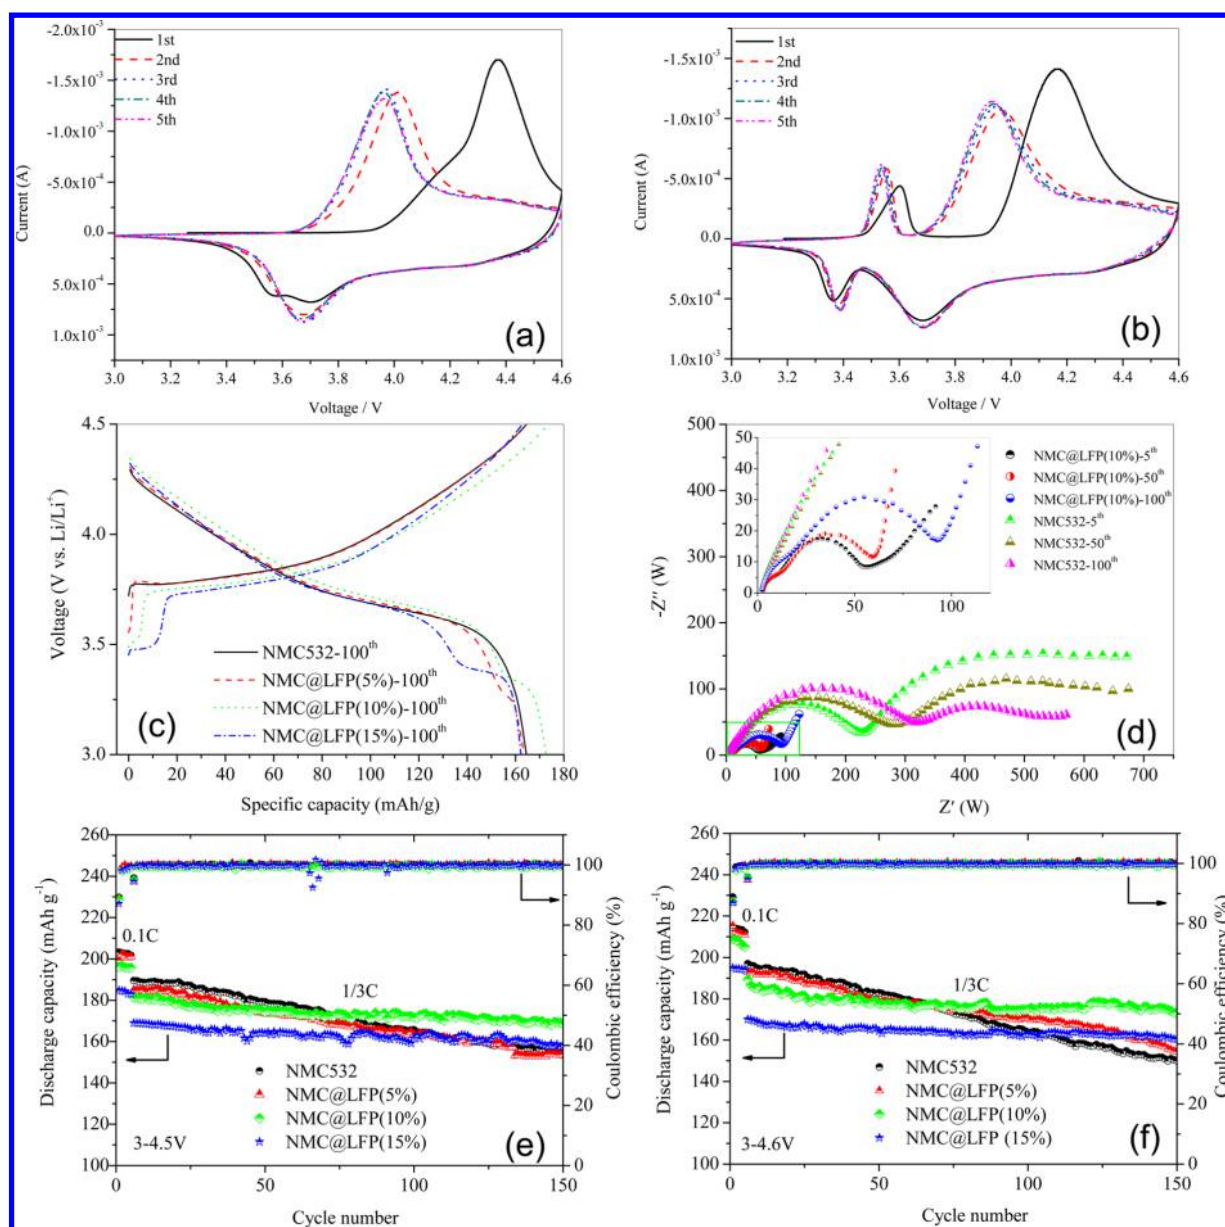 -2.0x10⁻³
-1.5x10⁻³
-1.0x10⁻³
-5.0x10⁻⁴
0.0
5.0x10⁻⁴
1.0x10⁻³
Current (A)
1st
2nd
3rd
4th
5th
(a)
3.0 3.2 3.4 3.6 3.8 4.0 4.2 4.4 4.6
Voltage / V
-1.5x10⁻³
-1.0x10⁻³
-5.0x10⁻⁴
0.0
5.0x10⁻⁴
1.0x10⁻³
Current (A)
1st
2nd
3rd
4th
5th
(b)
3.0 3.2 3.4 3.6 3.8 4.0 4.2 4.4 4.6
Voltage / V
4.5
4.0
3.5
3.0
Voltage (V vs. Li/Li⁺)
NMC532-100th
NMC@LFP(5%)-100th
NMC@LFP(10%)-100th
NMC@LFP(15%)-100th
(c)
0 20 40 60 80 100 120 140 160 180
Specific capacity (mAh/g)
500
450
400
350
300
250
200
150
100
50
0
-Z'' (W)
50
40
30
20
10
0
0 50 100
NMC@LFP(10%)-5th
NMC@LFP(10%)-50th
NMC@LFP(10%)-100th
NMC532-5th
NMC532-50th
NMC532-100th
(d)
0 100 200 300 400 500 600 700
Z' (W)
260
240
220
200
180
160
140
120
100
Discharge capacity (mAh g⁻¹)
0.1C
1/3C
NMC532
NMC@LFP(5%)
NMC@LFP(10%)
NMC@LFP(15%)
3-4.5V
(e)
100
80
60
40
20
0
Coulombic efficiency (%)
0 50 100 150
Cycle number
260
240
220
200
180
160
140
120
100
Discharge capacity (mAh g⁻¹)
0.1C
1/3C
NMC532
NMC@LFP(5%)
NMC@LFP(10%)
NMC@LFP (15%)
3-4.6V
(f)
100
80
60
40
20
0
Coulombic efficiency (%)
0 50 100 150
Cycle number